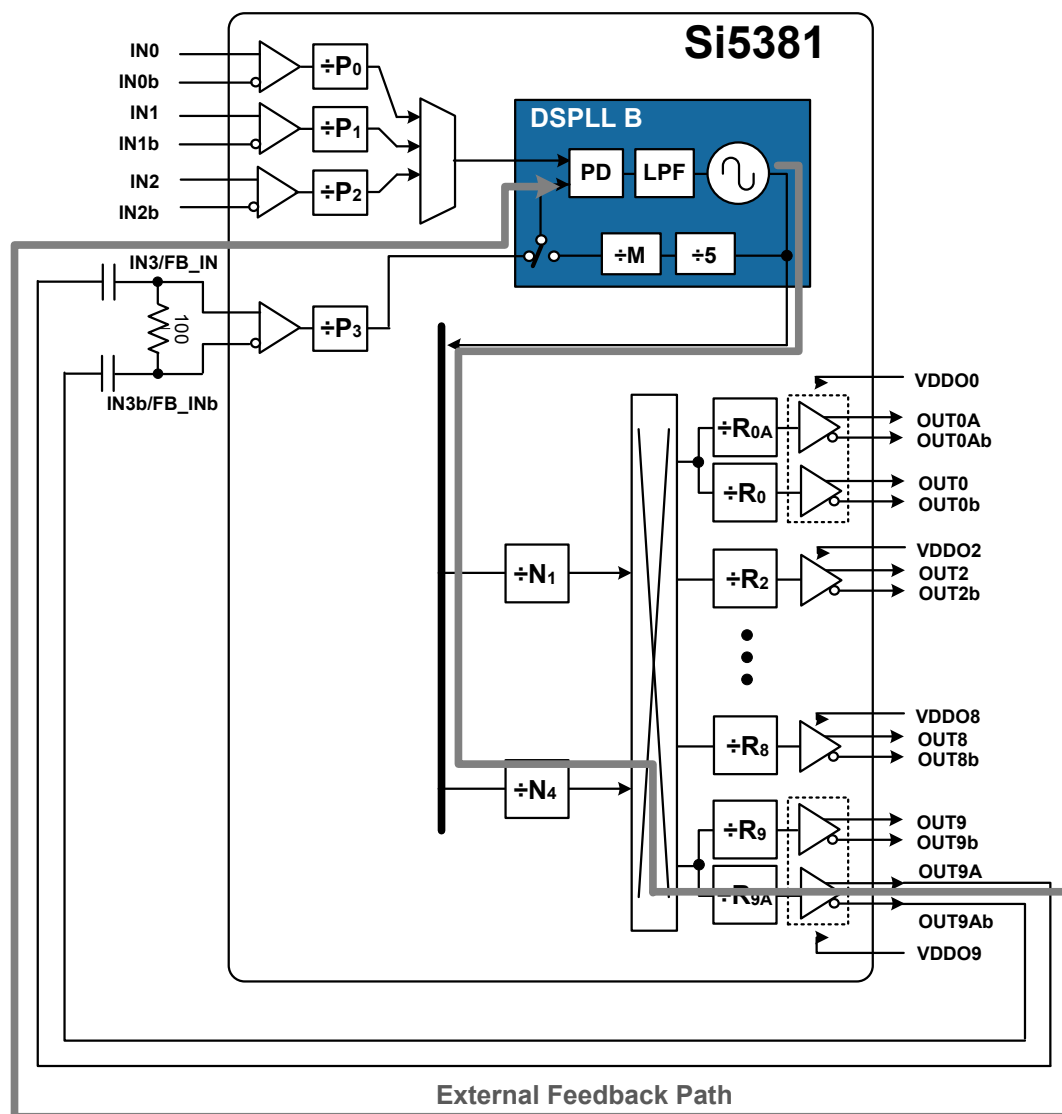 Si5381
IN0
IN0b
÷P0
IN1
IN1b
÷P1
IN2
IN2b
÷P2
DSPLL B
PD
LPF
÷M
÷5
IN3/FB_IN
100
÷P3
IN3b/FB_INb
VDDO0
÷R0A
OUT0A
OUT0Ab
÷R0
OUT0
OUT0b
÷N1
VDDO2
÷R2
OUT2
OUT2b
VDDO8
÷R8
OUT8
OUT8b
÷N4
÷R9
OUT9
OUT9b
÷R9A
OUT9A
OUT9Ab
VDDO9
External Feedback Path